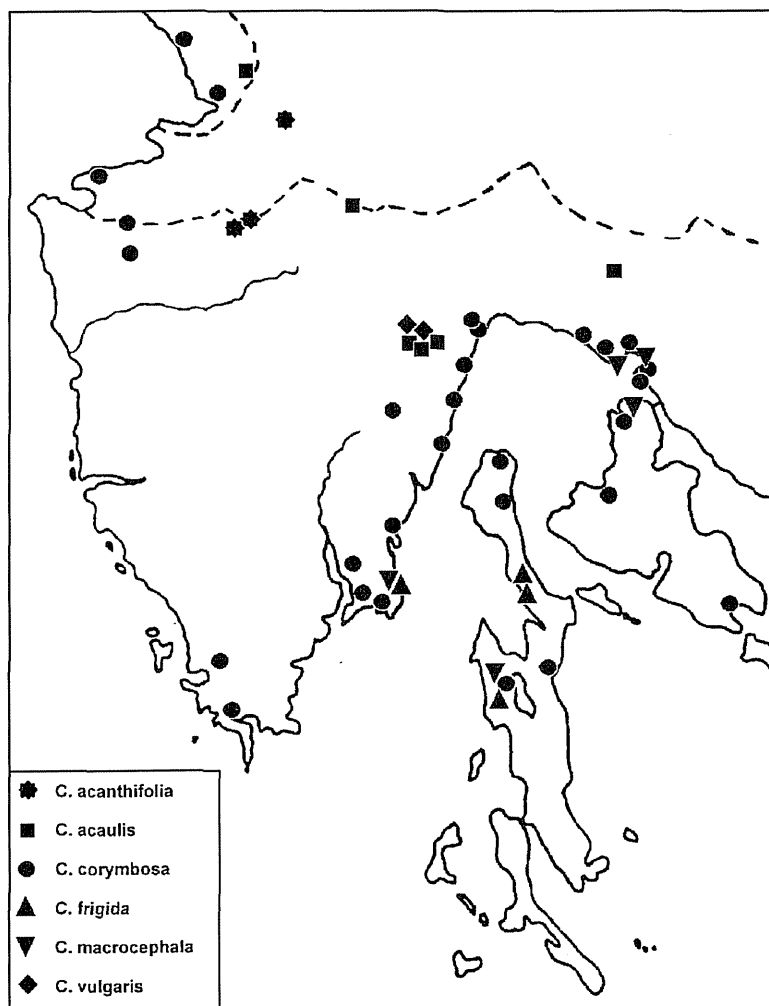 C. acanthifolia
C. acaulis
C. corymbosa
C. frigida
C. macrocephala
C. vulgaris